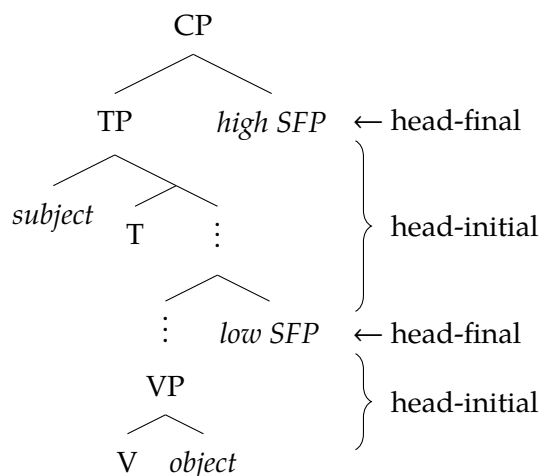 CP
TP high SFP ← head-final
subject T ⋮ head-initial
⋮ low SFP ← head-final
VP
head-initial
V object